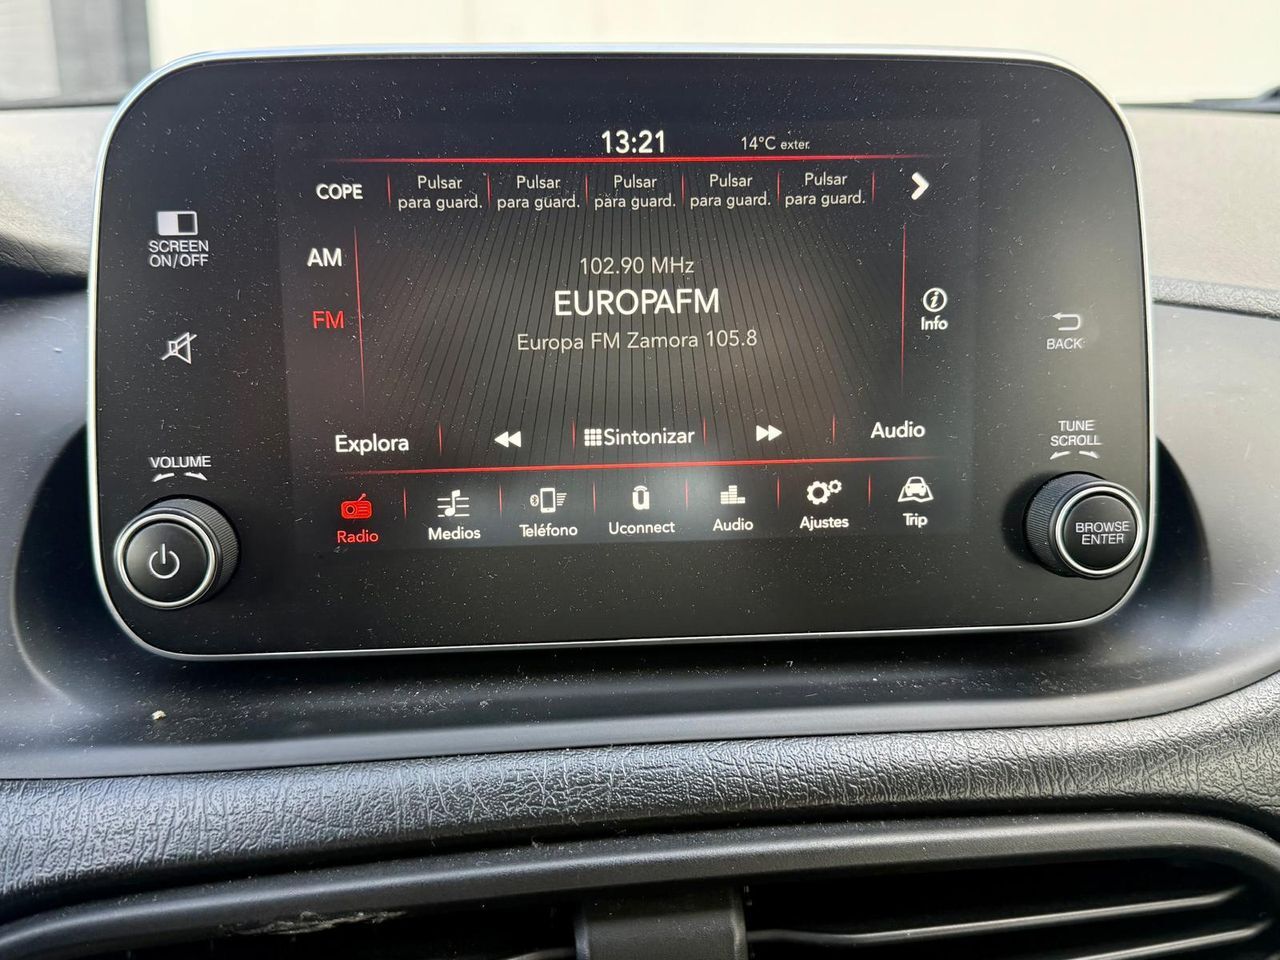 13:21
14°C exter.
COPE
Pulsar
para guard.
Pulsar
para guard.
Pulsar
para guard.
Pulsar
para guard.
Pulsar
para guard.
SCREEN
ON/OFF
AM
FM
102.90 MHz
EUROPAFM
Europa FM Zamora 105.8
Info
BACK
Explora
Sintonizar
Audio
VOLUME
TUNE
SCROLL
Radio
Medios
Teléfono
Uconnect
Audio
Ajustes
Trip
BROWSE
ENTER